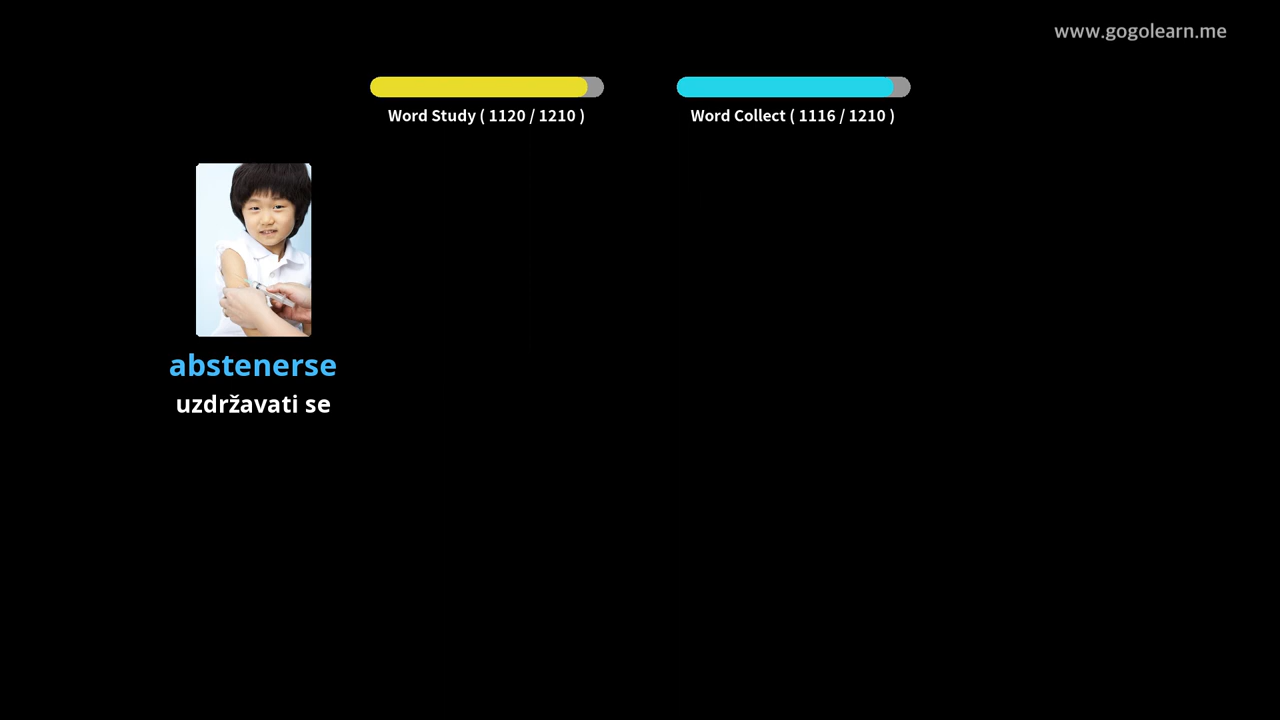 www.gogolearn.me
Word Study ( 1120 / 1210 )
Word Collect ( 1116 / 1210 )
abstenerse
uzdržavati se